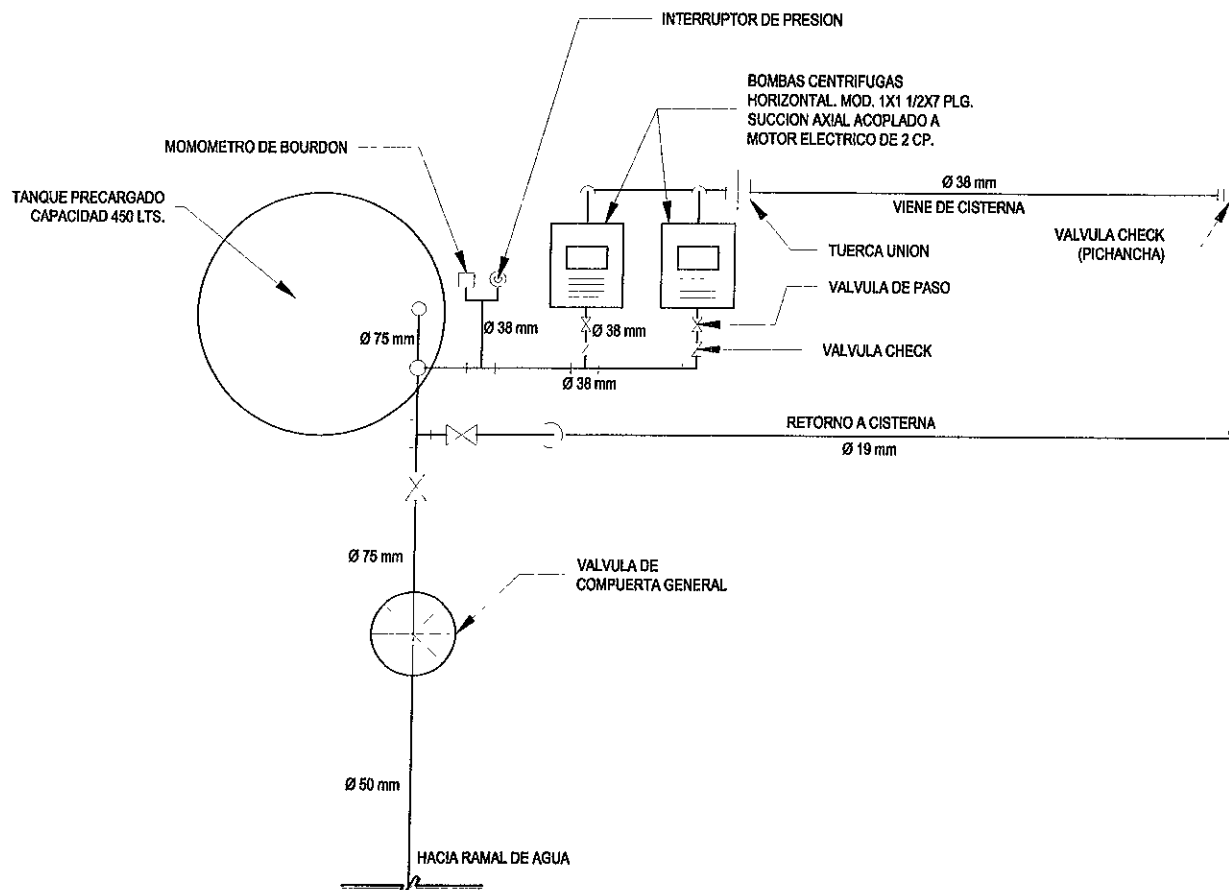 INTERRUPTOR DE PRESION
BOMBAS CENTRIFUGAS
HORIZONTAL. MOD. 1X1 1/2X7 PLG.
SUCCION AXIAL ACOPLADO A
MOTOR ELECTRICO DE 2 CP.
MOMOMETRO DE BOURDON
TANQUE PRECARGADO
CAPACIDAD 450 LTS.
Ø 38 mm
VIENE DE CISTERNA
VALVULA CHECK
(PICHANCHA)
TUERCA UNION
VALVULA DE PASO
Ø 75 mm
Ø 38 mm
Ø 38 mm
VALVULA CHECK
Ø 38 mm
RETORNO A CISTERNA
Ø 19 mm
Ø 75 mm
VALVULA DE
COMPUERTA GENERAL
Ø 50 mm
HACIA RAMAL DE AGUA